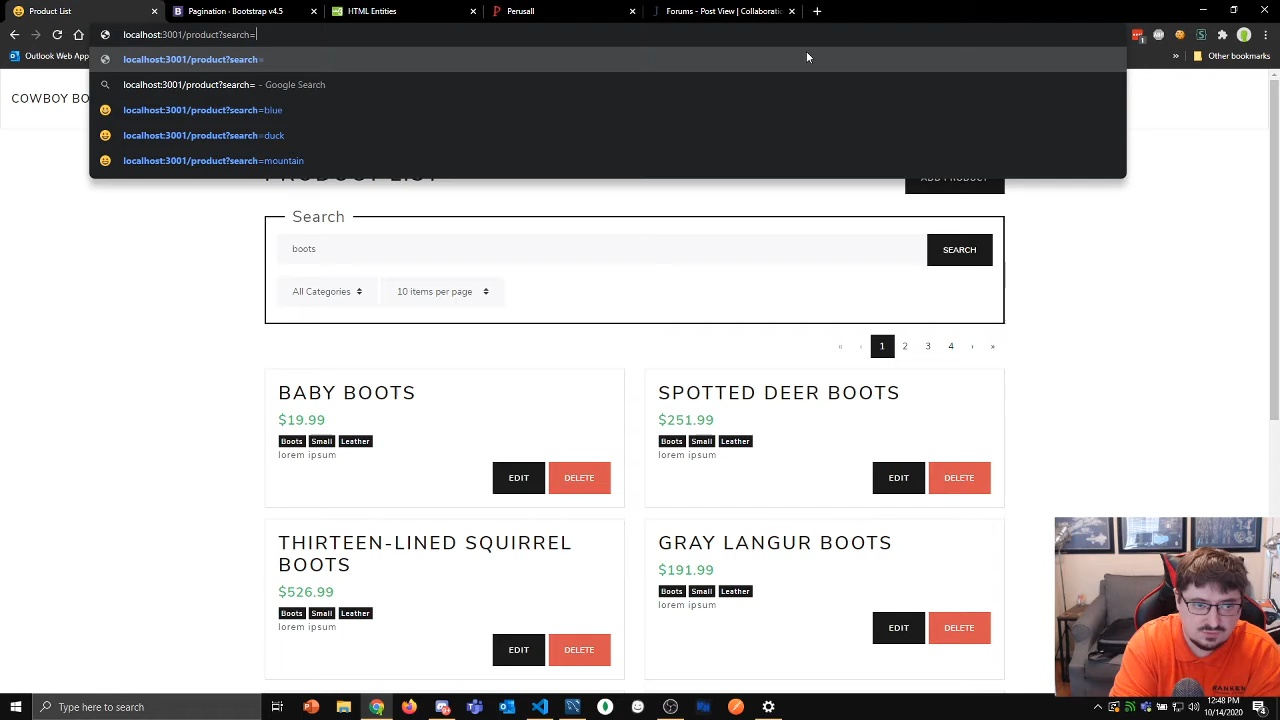 Product List
Pagination · Bootstrap v4.5
HTML Entities
Perusall
Forums - Post View | Collaboratic
localhost:3001/product?search=
Outlook Web App
Other bookmarks
localhost:3001/product?search=
localhost:3001/product?search= - Google Search
localhost:3001/product?search=blue
localhost:3001/product?search=duck
localhost:3001/product?search=mountain
COWBOY BO
PRODUCT LIST
ADD PRODUCT
Search
boots
SEARCH
All Categories
10 items per page
« ‹ 1 2 3 4 › »
BABY BOOTS
$19.99
Boots Small Leather
lorem ipsum
EDIT DELETE
SPOTTED DEER BOOTS
$251.99
Boots Small Leather
lorem ipsum
EDIT DELETE
THIRTEEN-LINED SQUIRREL
BOOTS
$526.99
Boots Small Leather
lorem ipsum
EDIT DELETE
GRAY LANGUR BOOTS
$191.99
Boots Small Leather
lorem ipsum
EDIT DELETE
RANKEN
Type here to search
12:48 PM
10/14/2020